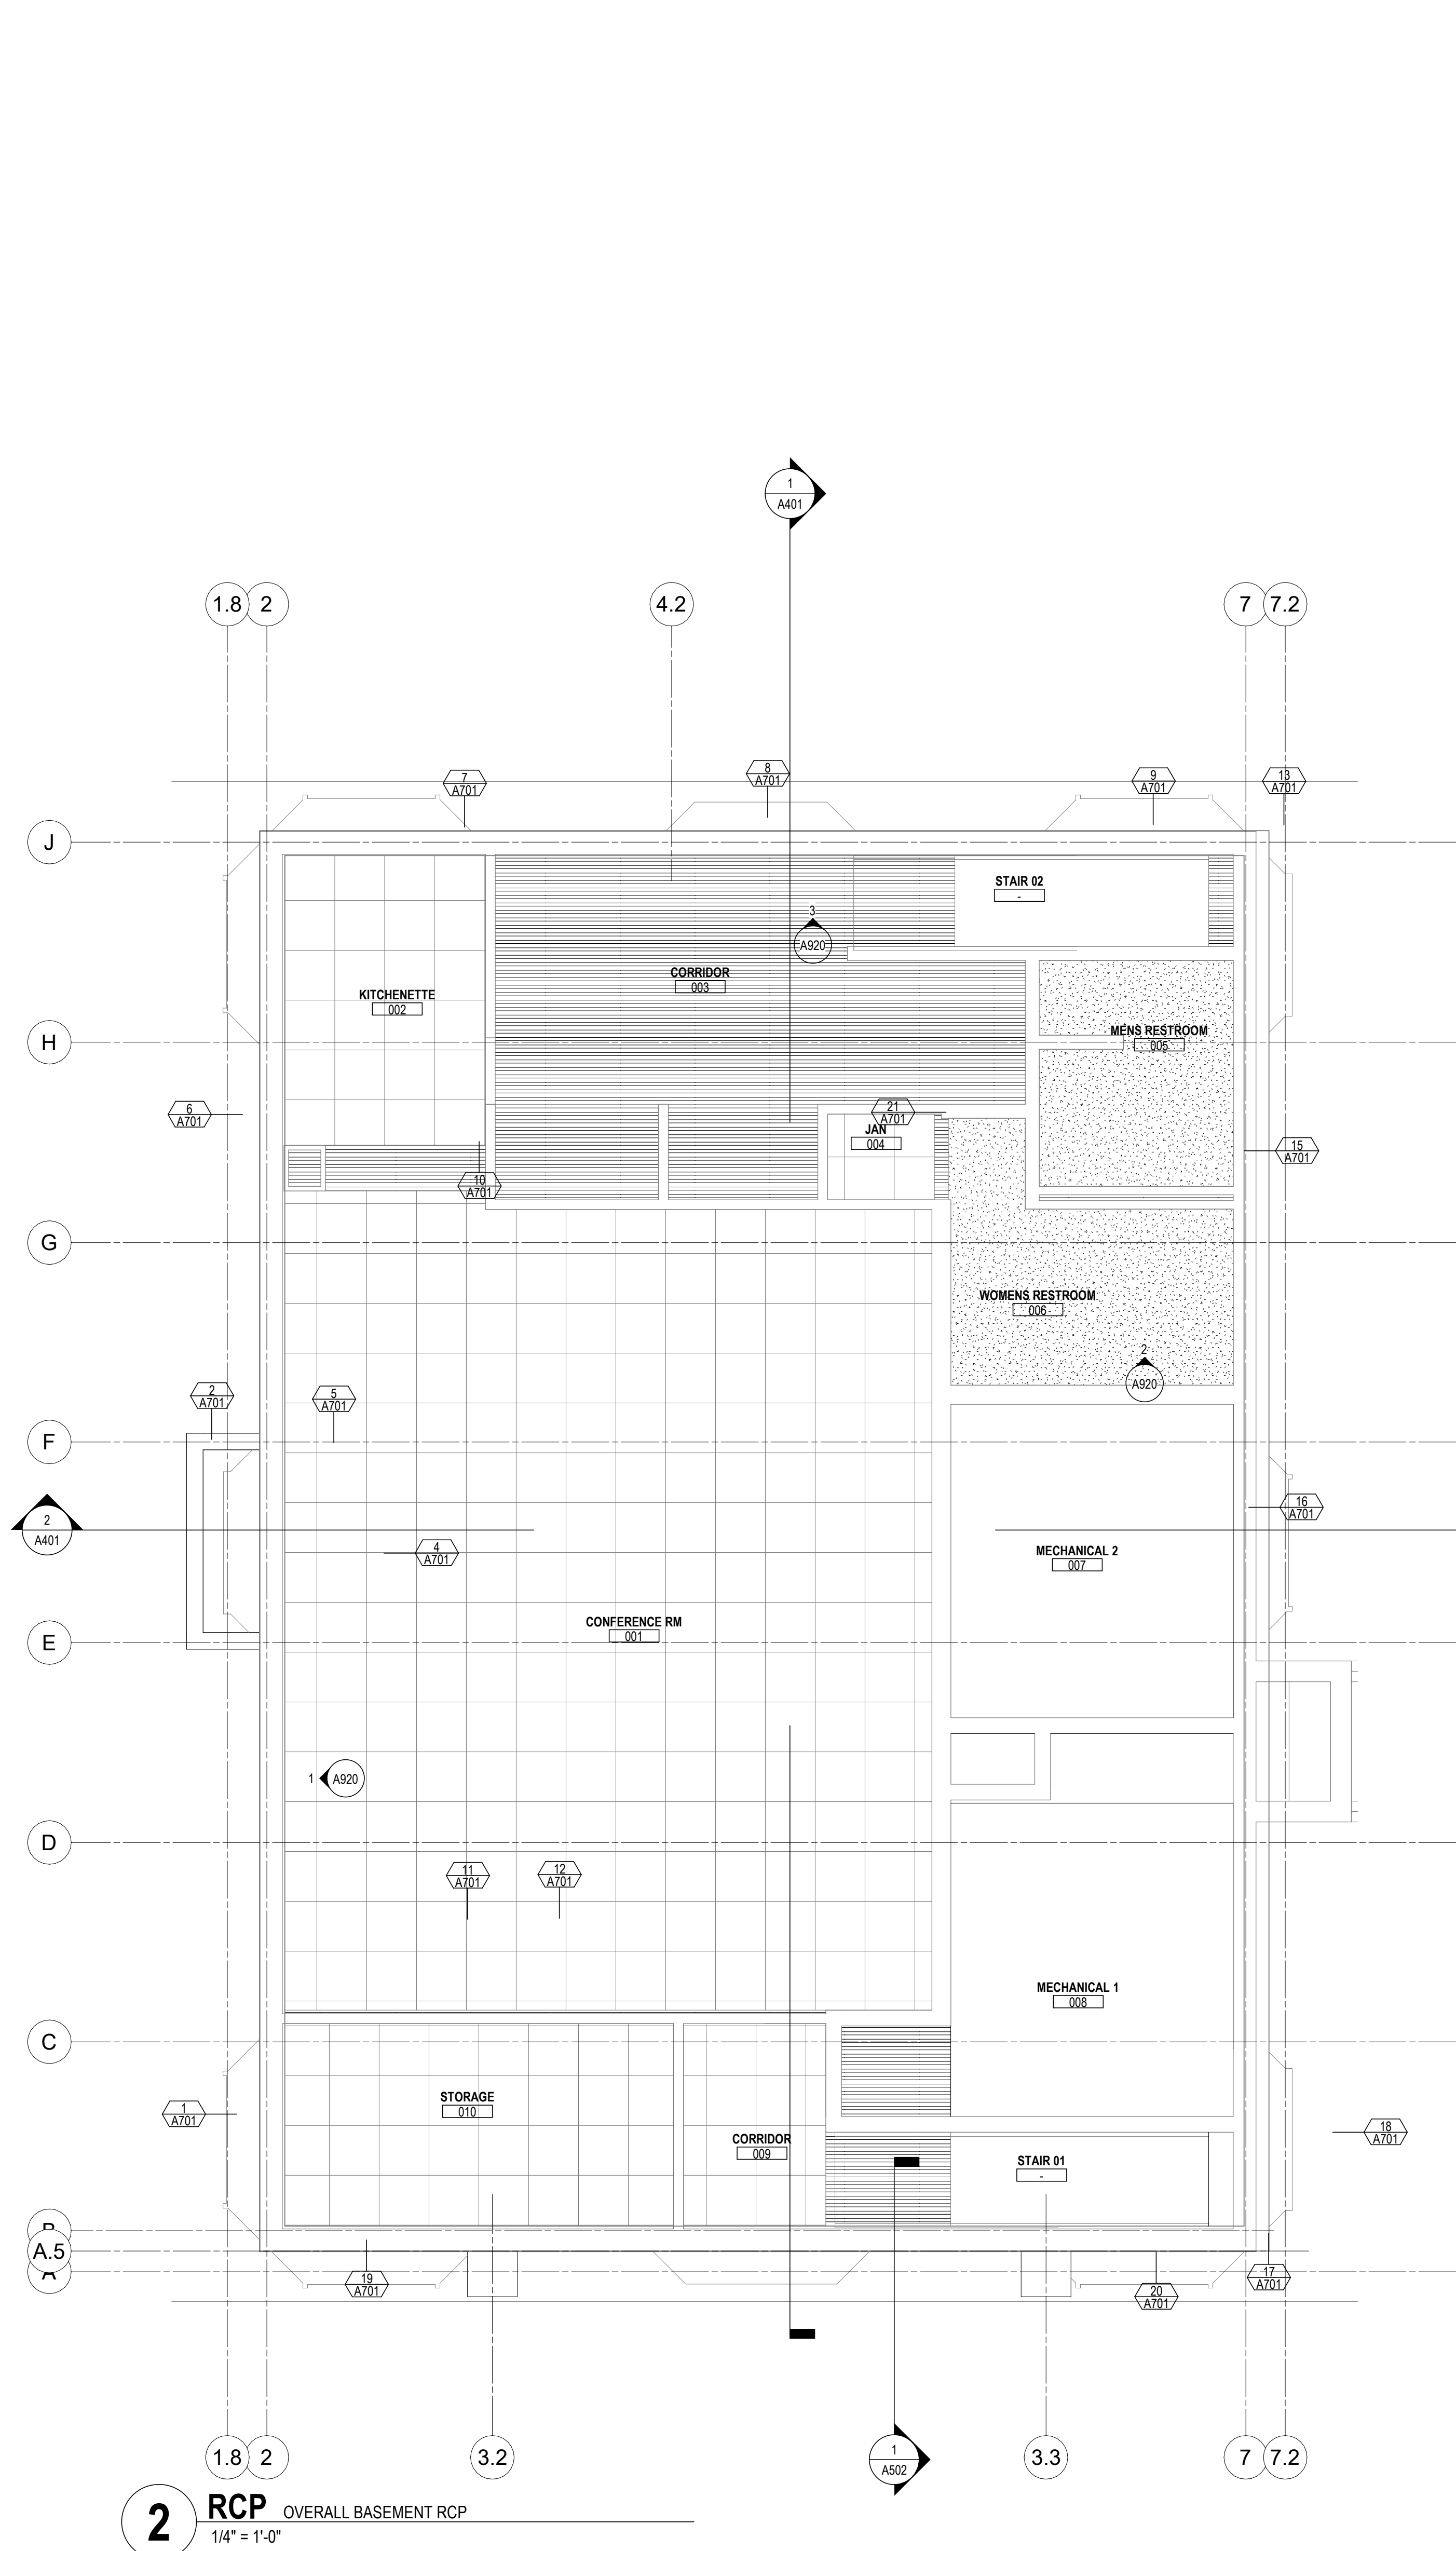 1
A401
1.8
2
4.2
7
7.2
7
A701
8
A701
9
A701
13
A701
J
STAIR 02
-
3
A920
CORRIDOR
003
KITCHENETTE
002
MENS RESTROOM
005
H
6
A701
21
A701
JAN
004
15
A701
10
A701
G
WOMENS RESTROOM
006
2
A920
2
A701
5
A701
F
16
A701
2
A401
4
A701
MECHANICAL 2
007
CONFERENCE RM
001
E
1
A920
D
11
A701
12
A701
MECHANICAL 1
008
C
STORAGE
010
1
A701
18
A701
CORRIDOR
009
STAIR 01
-
B
A.5
A
19
A701
20
A701
17
A701
1.8
2
3.2
1
A502
3.3
7
7.2
2
RCP OVERALL BASEMENT RCP
1/4" = 1'-0"